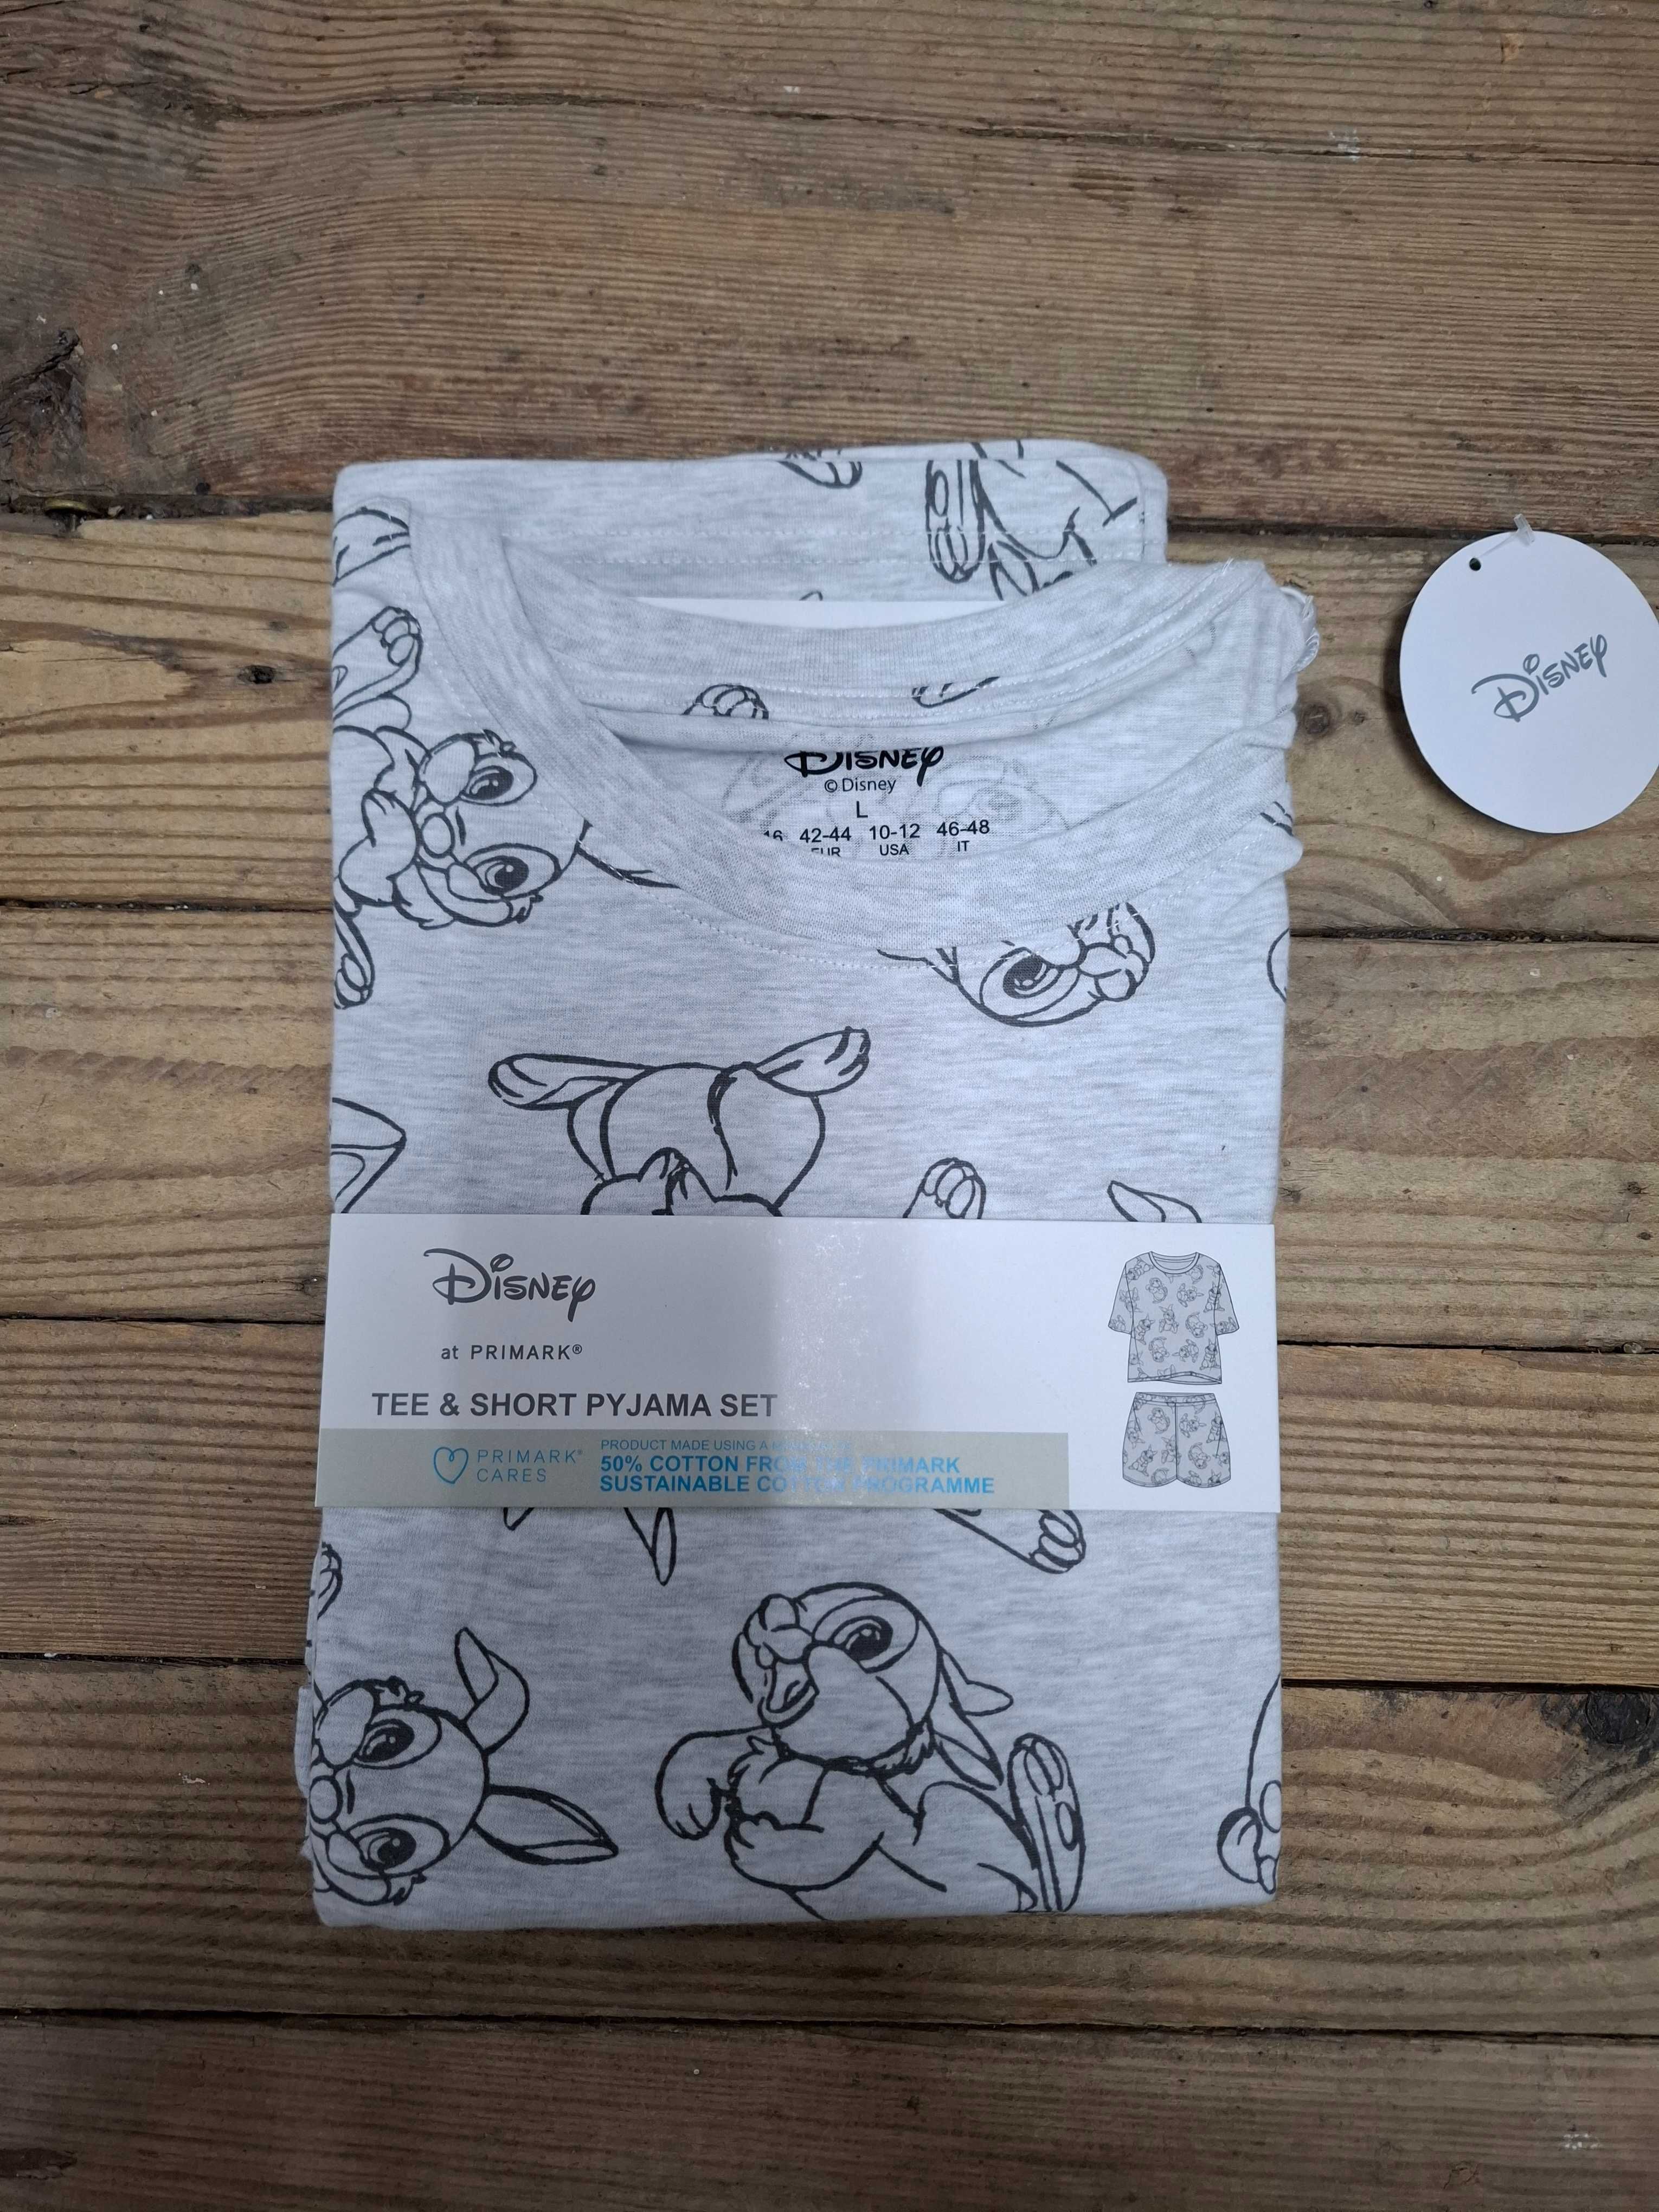 Disney
© Disney
L
16 42-44 10-12 46-48
EUR USA IT
Disney
Disney
at PRIMARK®
TEE & SHORT PYJAMA SET
PRIMARK®
CARES
PRODUCT MADE USING A
50% COTTON FROM THE PRIMARK
SUSTAINABLE COTTON PROGRAMME